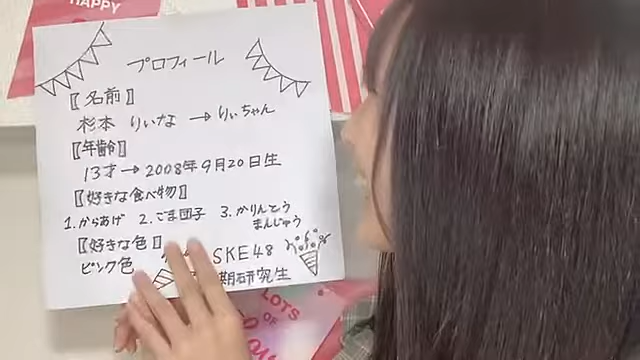 HAPPY
プロフィール
〖名前〗
杉本 りいな → りぃちゃん
〖年齢〗
13才→2008年9月20日生
〖好きな食べ物〗
1.からあげ 2.ごま団子 3.かりんとう
まんじゅう
〖好きな色〗
ピンク色
SKE48
期研究生
LOTS
OF